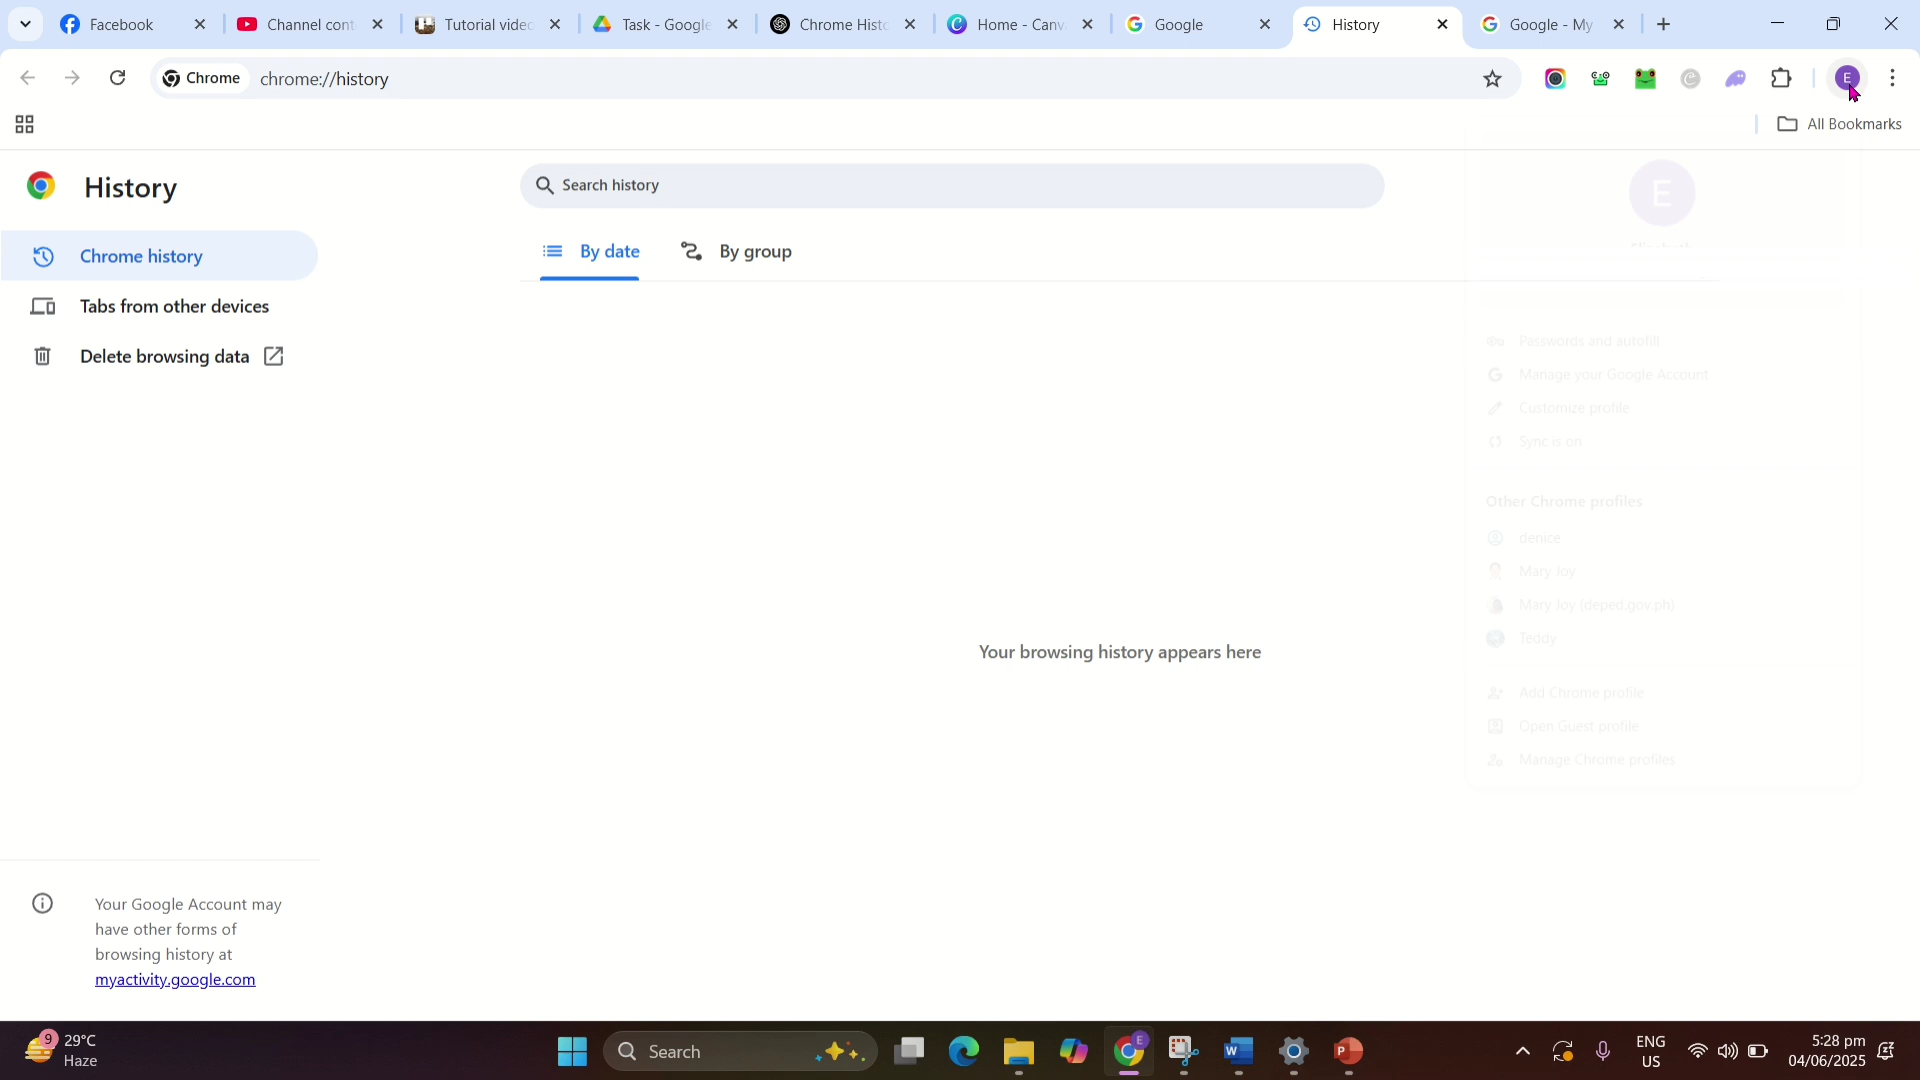 Facebook
Channel cont
Tutorial videc
Task - Google
Chrome Histo
Home - Canv
Google
History
Google - My
Chrome
chrome://history
E
All Bookmarks
History
Search history
E
Chrome history
By date
By group
Tabs from other devices
Delete browsing data
Passwords and autofill
Manage your Google Account
Customize profile
Sync is on
Other Chrome profiles
denice
Mary Joy
Mary Joy (deped.gov.ph)
Teddy
Your browsing history appears here
Add Chrome profile
Open Guest profile
Manage Chrome profiles
Your Google Account may
have other forms of
browsing history at
myactivity.google.com
9
29°C
Haze
Search
E
ENG
US
5:28 pm
04/06/2025